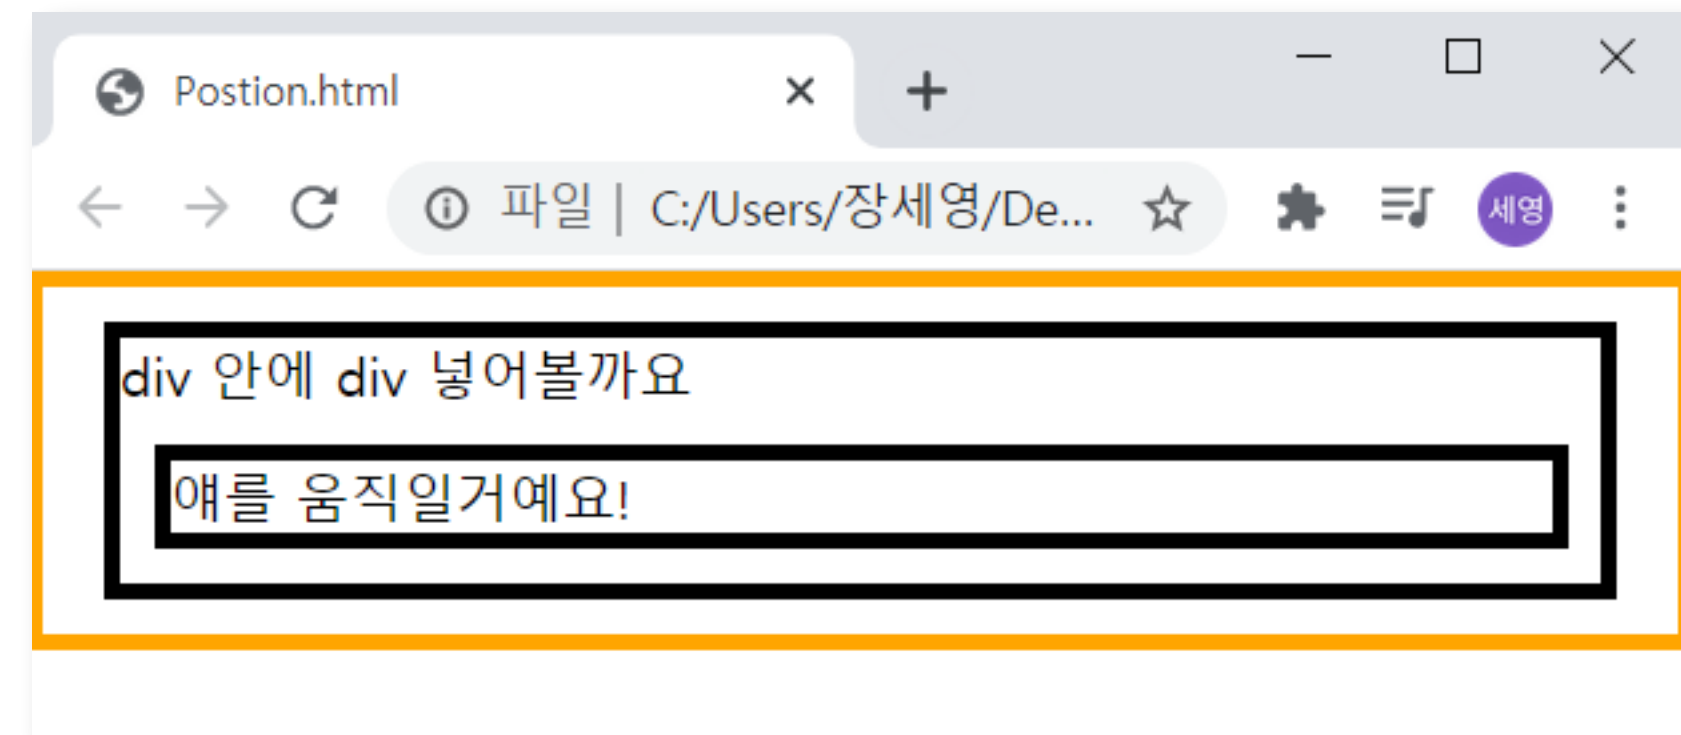 Postion.html
파일 | C:/Users/장세영/De...
세영
div 안에 div 넣어볼까요
얘를 움직일거예요!